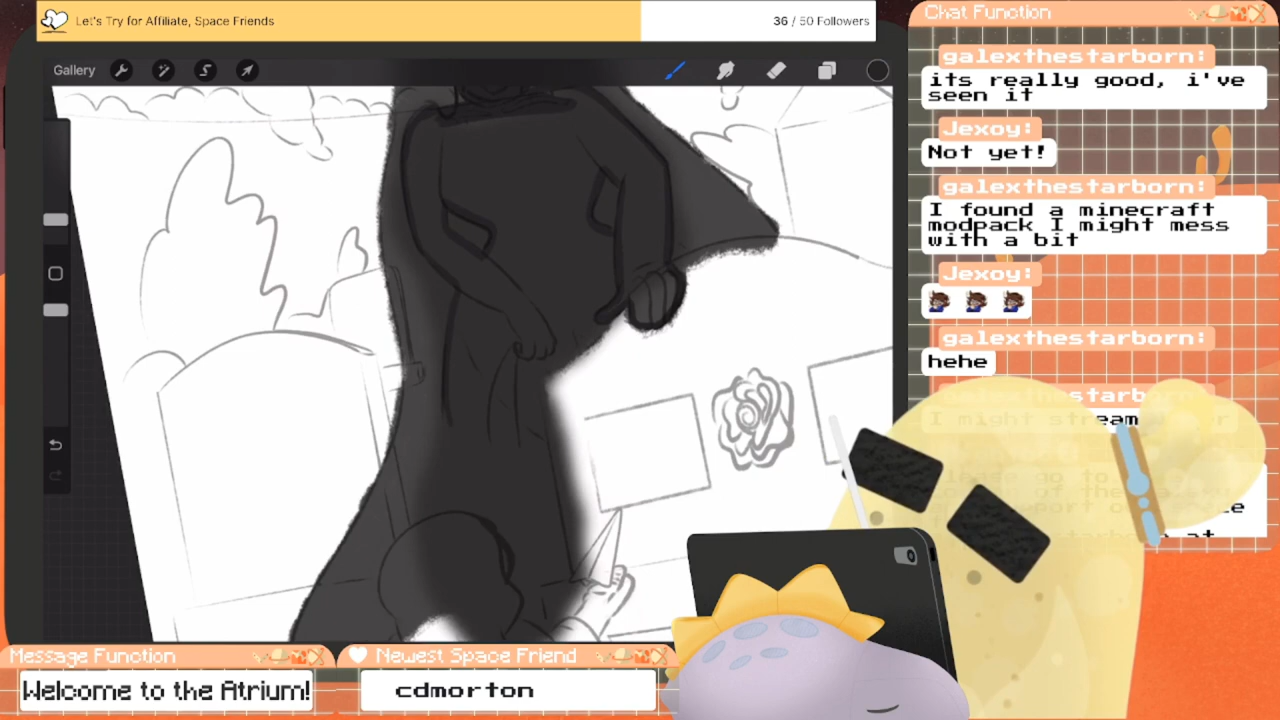 Let's Try for Affiliate, Space Friends
36 / 50 Followers
Gallery
Chat Function
galexthestarborn:
its really good, i've
seen it
Jexoy:
Not yet!
galexthestarborn:
I found a minecraft
modpack I might mess
with a bit
Jexoy:
galexthestarborn:
hehe
I might stream
Message Function
Welcome to the Atrium!
Newest Space Friend
cdmorton